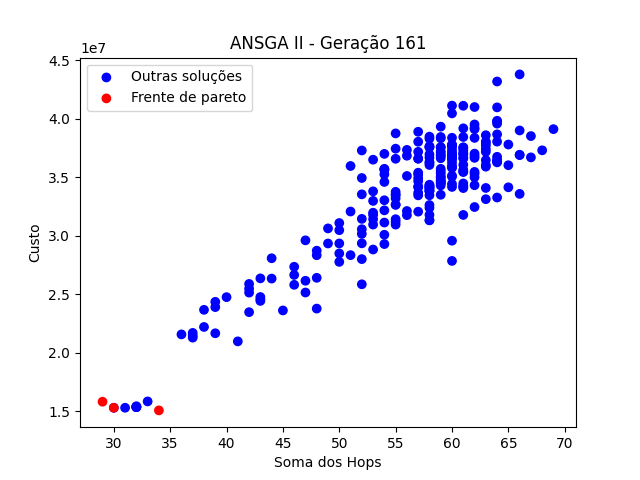 ANSGA II - Geração 161
1e7
4.5
4.0
3.5
3.0
2.5
2.0
1.5
Custo
Outras soluções
Frente de pareto
30 35 40 45 50 55 60 65 70
Soma dos Hops